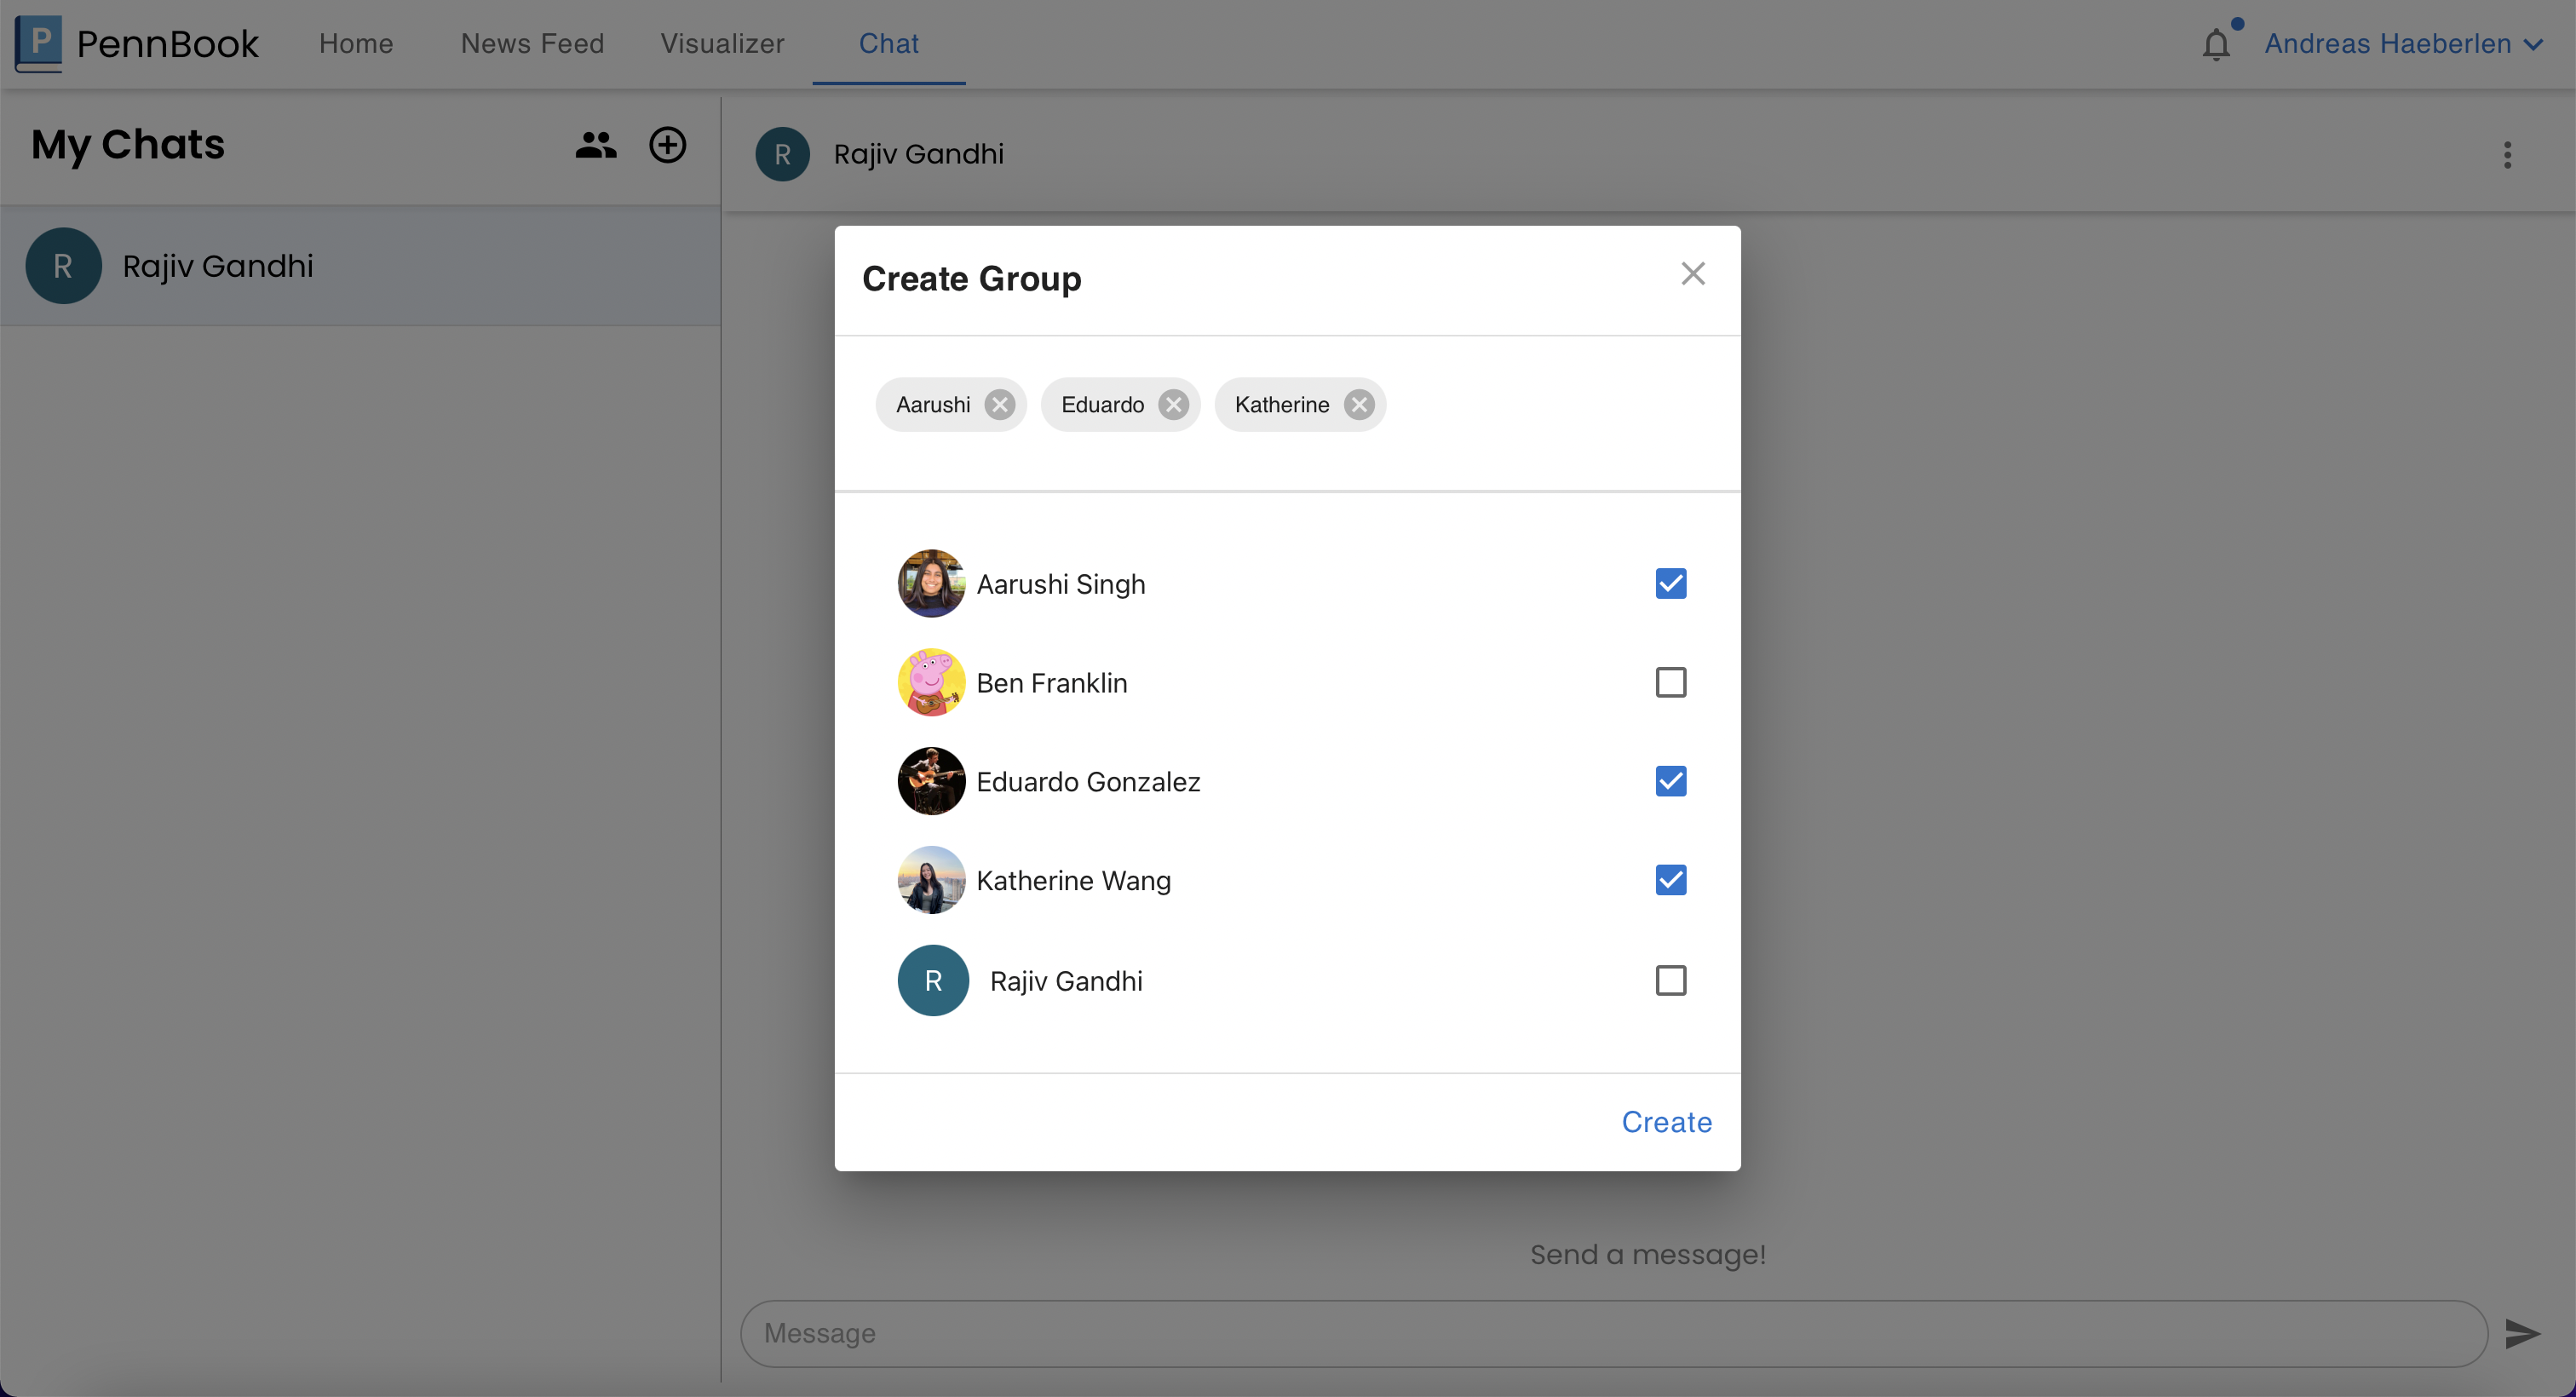 P PennBook Home News Feed Visualizer Chat Andreas Haeberlen
My Chats
R Rajiv Gandhi
R Rajiv Gandhi
Create Group
Aarushi Eduardo Katherine
Aarushi Singh
Ben Franklin
Eduardo Gonzalez
Katherine Wang
R Rajiv Gandhi
Create
Send a message!
Message